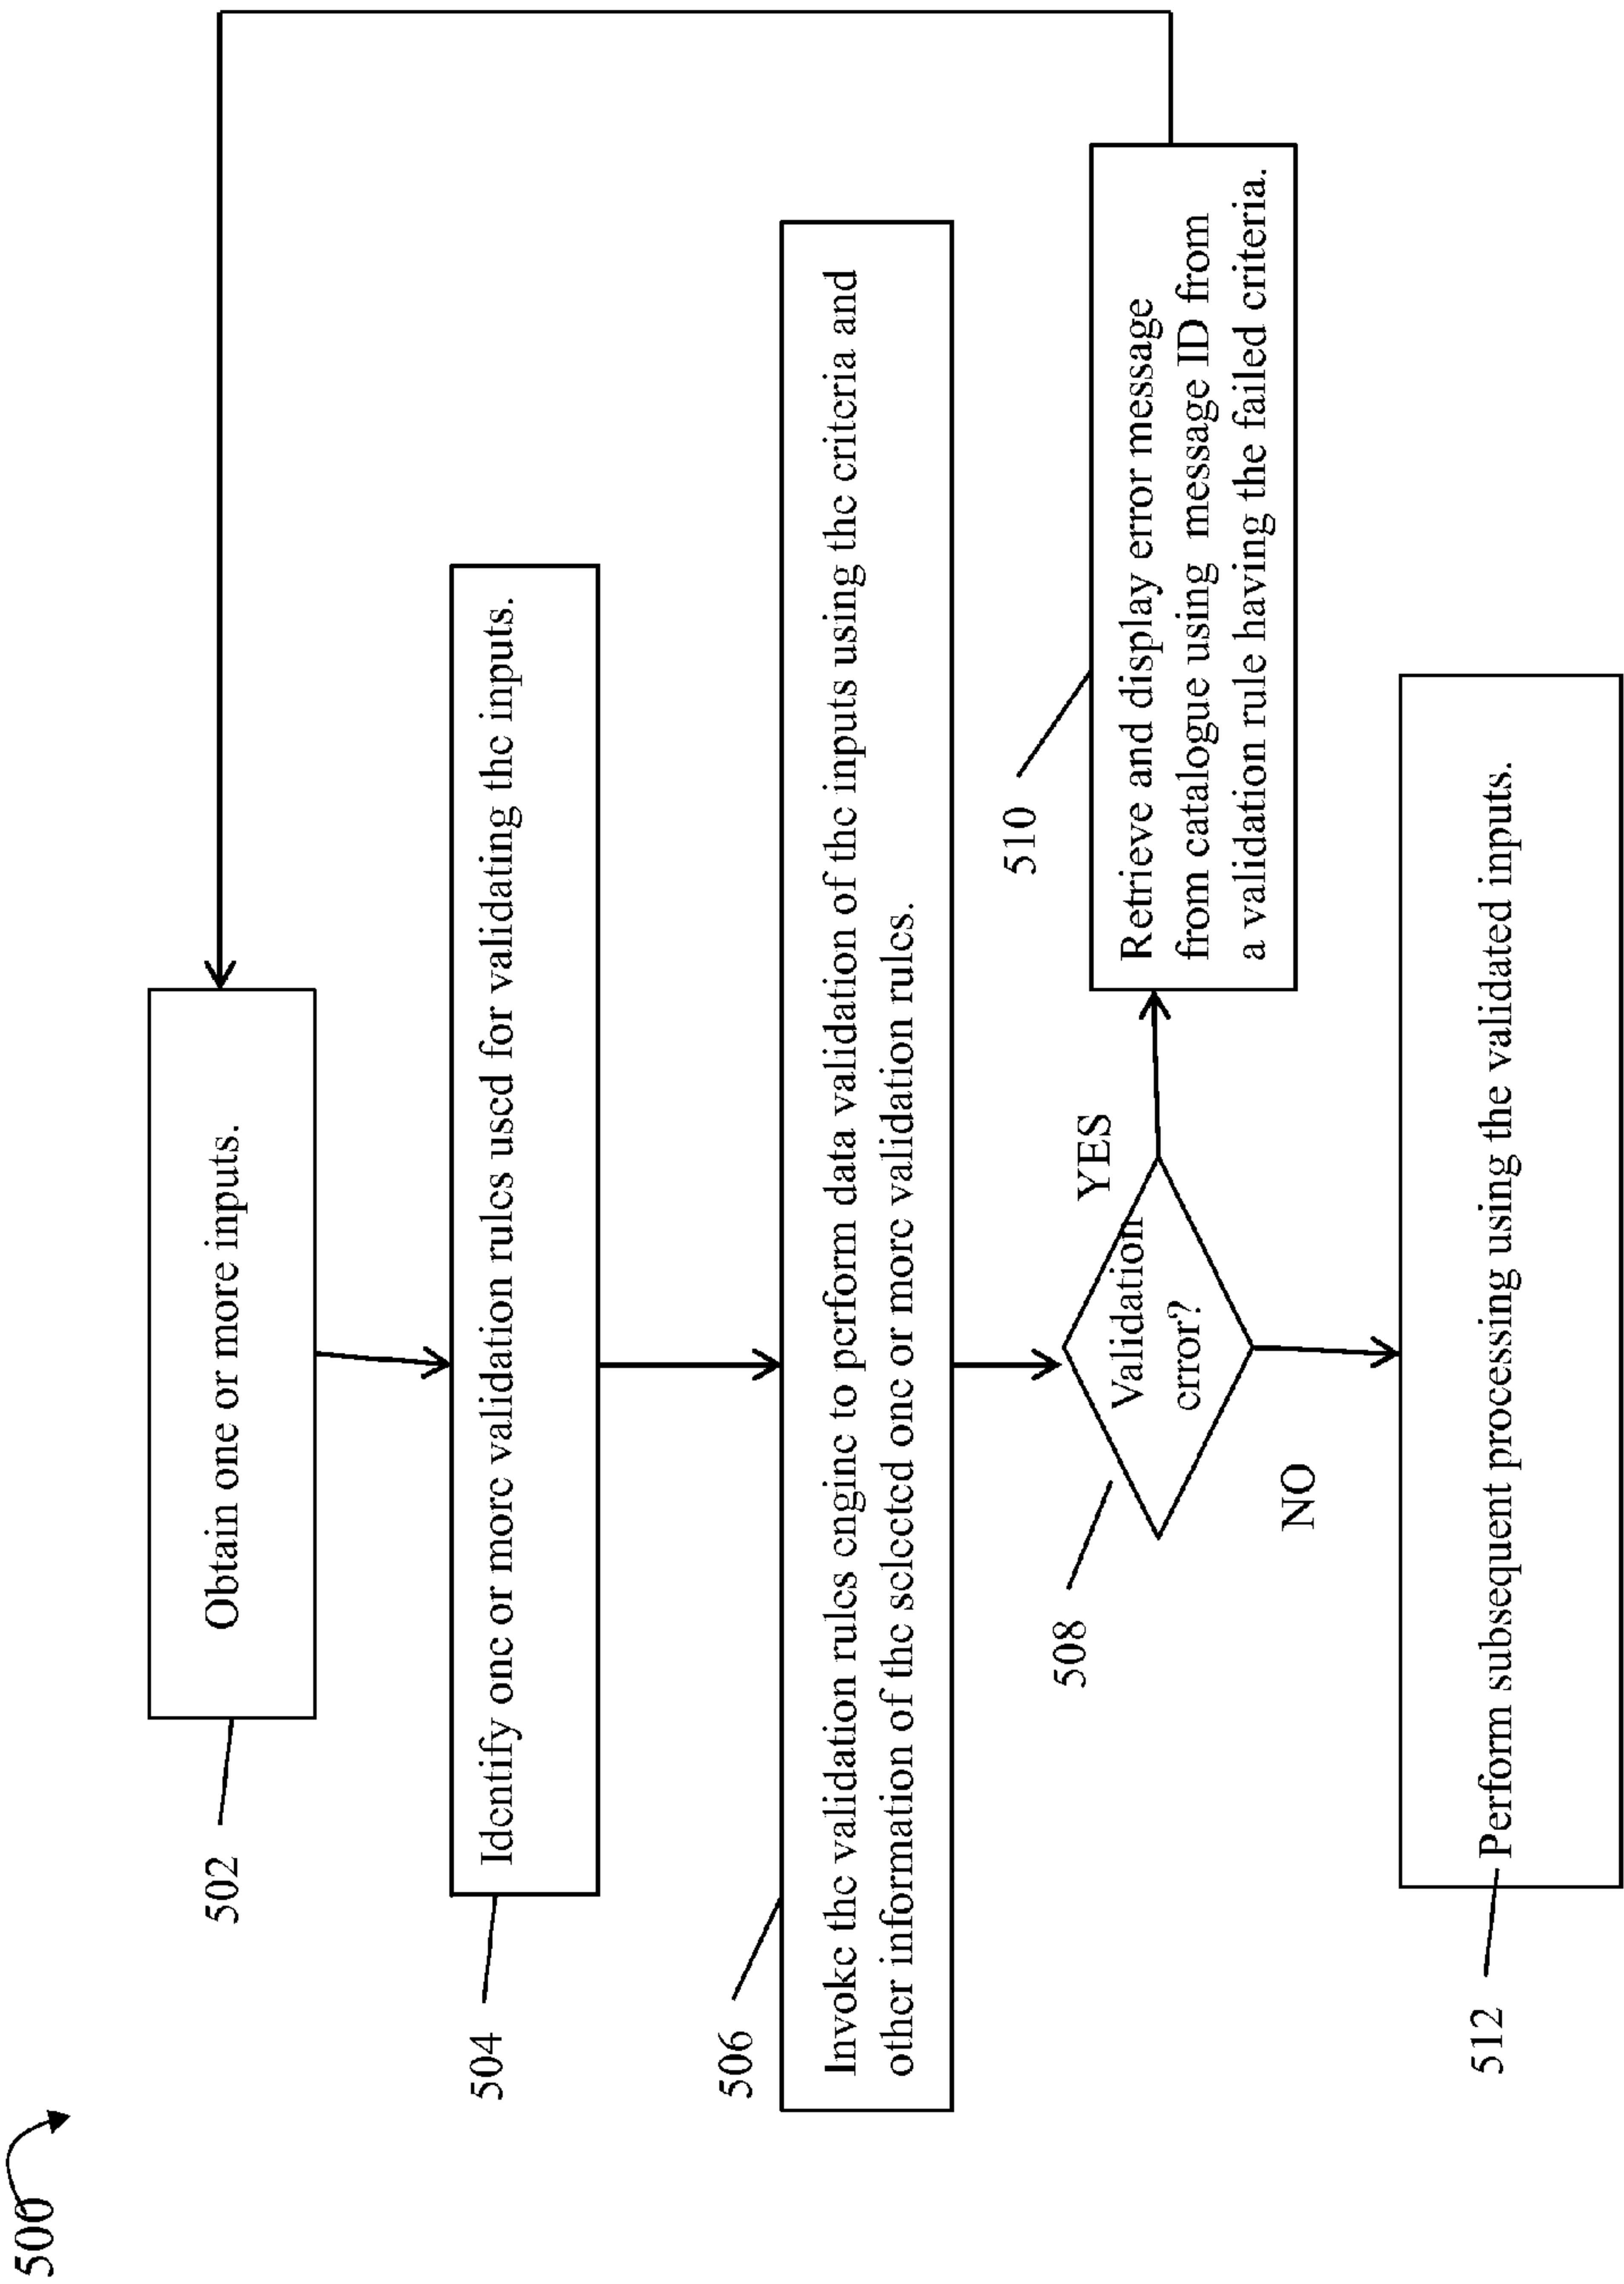 500
502
Obtain one or more inputs.
504
Identify one or more validation rules used for validating the inputs.
506
Invoke the validation rules engine to perform data validation of the inputs using the criteria and
other information of the selected one or more validation rules.
508
Validation
error?
YES
NO
510
Retrieve and display error message
from catalogue using message ID from
a validation rule having the failed criteria.
512
Perform subsequent processing using the validated inputs.